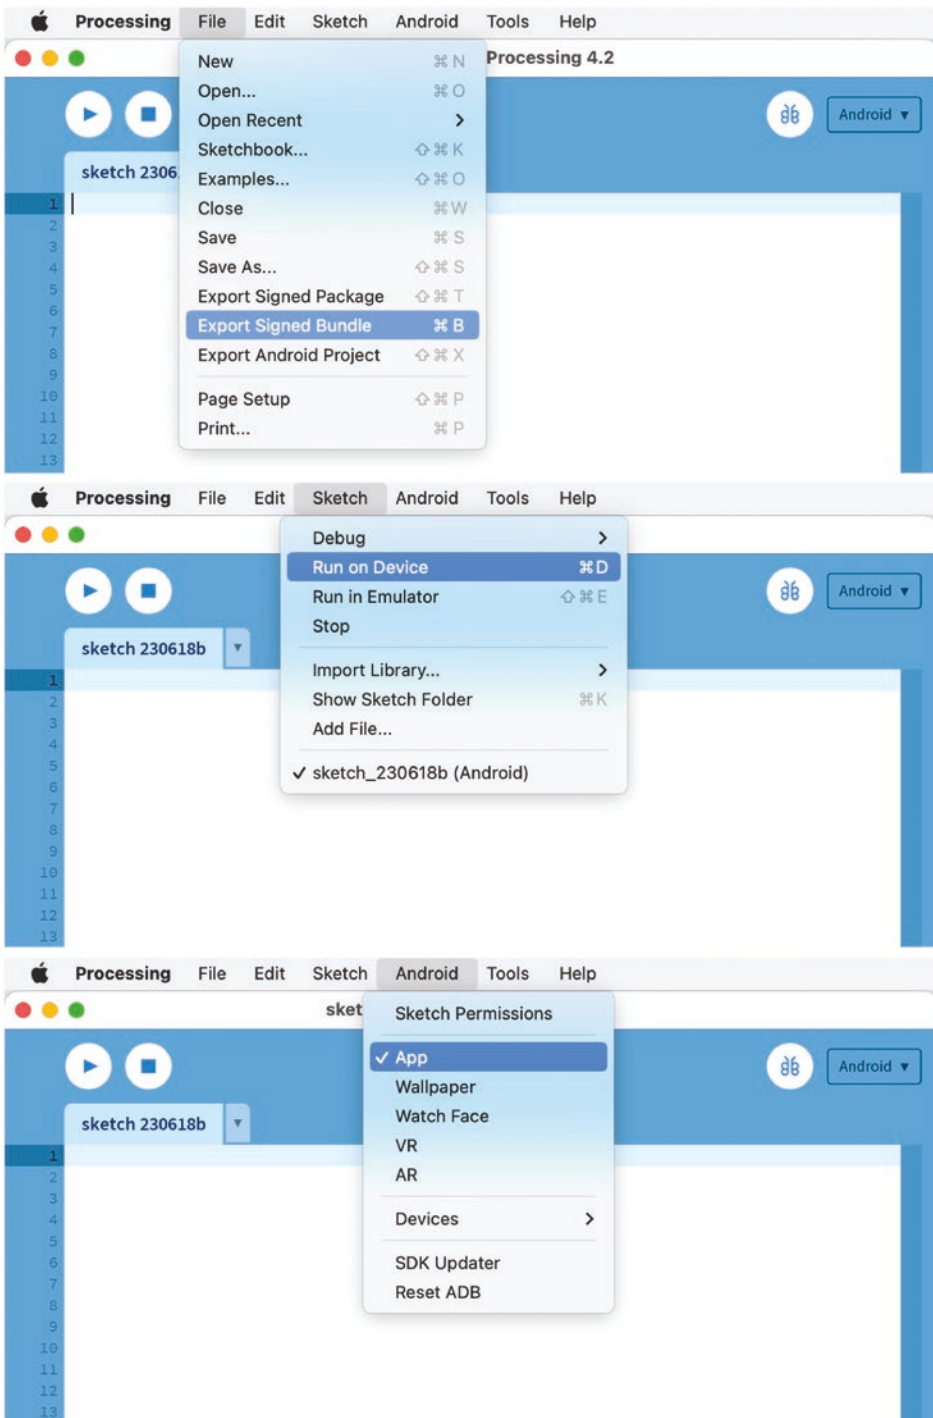 Processing File Edit Sketch Android Tools Help
Processing 4.2
New ⌘ N
Open... ⌘ O
Open Recent >
Sketchbook... ⇧ ⌘ K
Examples... ⇧ ⌘ O
Close ⌘ W
Save ⌘ S
Save As... ⇧ ⌘ S
Export Signed Package ⇧ ⌘ T
Export Signed Bundle ⌘ B
Export Android Project ⇧ ⌘ X
Page Setup ⇧ ⌘ P
Print... ⌘ P
Android ▼
sketch 2306
1
2
3
4
5
6
7
8
9
10
11
12
13
Processing File Edit Sketch Android Tools Help
Debug >
Run on Device ⌘ D
Run in Emulator ⇧ ⌘ E
Stop
Import Library... >
Show Sketch Folder ⌘ K
Add File...
✓ sketch_230618b (Android)
Android ▼
sketch 230618b ▼
1
2
3
4
5
6
7
8
9
10
11
12
13
Processing File Edit Sketch Android Tools Help
sket
Sketch Permissions
✓ App
Wallpaper
Watch Face
VR
AR
Devices >
SDK Updater
Reset ADB
Android ▼
sketch 230618b ▼
1
2
3
4
5
6
7
8
9
10
11
12
13